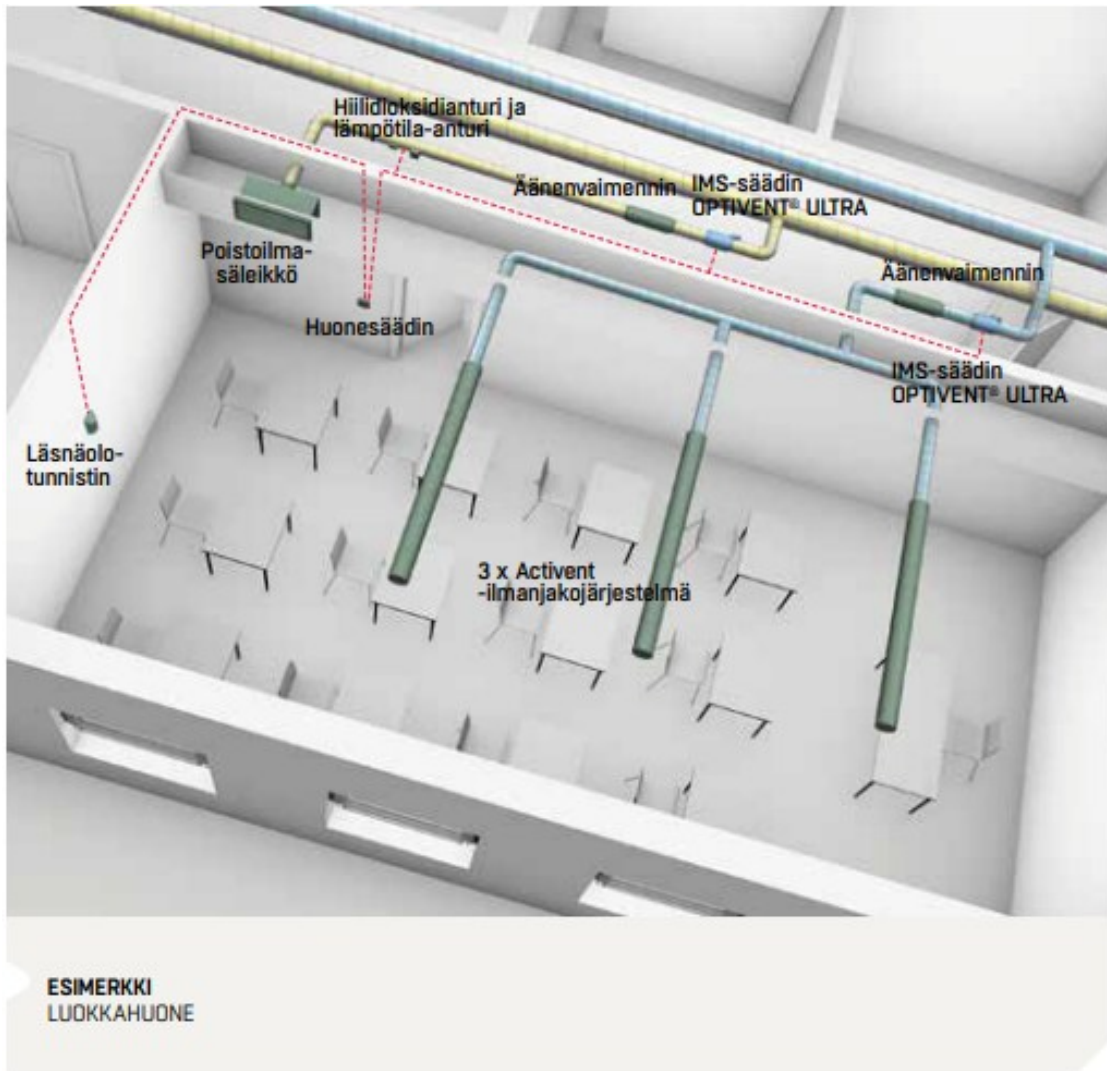 Hiilidioksidianturi ja
lämpötila-anturi
Äänenvaimennin
IMS-säädin
OPTIVENT® ULTRA
Poistoilma-
säleikkö
Äänenvaimennin
Huonesäädin
IMS-säädin
OPTIVENT® ULTRA
Läsnäolo-
tunnistin
3 x Activent
-ilmanjakojärjestelmä
ESIMERKKI
LUOKKAHUONE